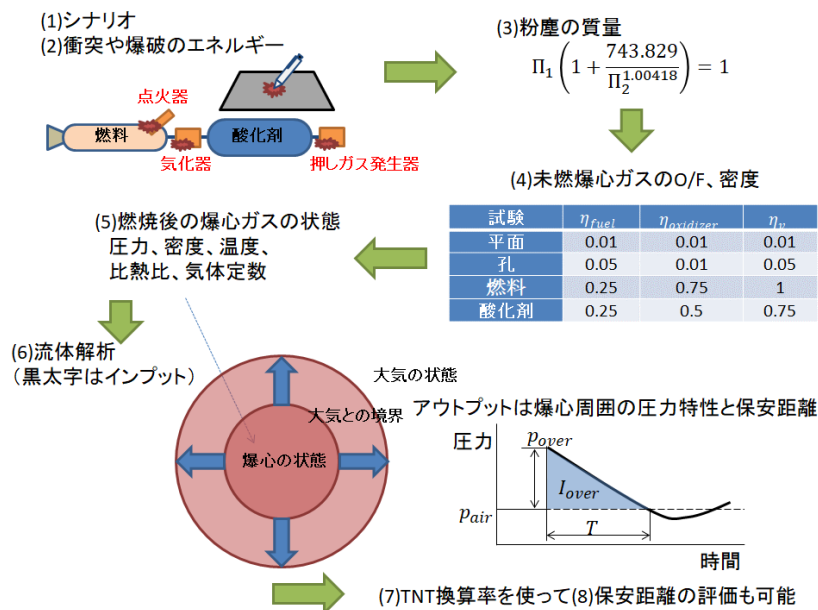 (1)シナリオ
(2)衝突や爆破のエネルギー
点火器
燃料
気化器
酸化剤
押しガス発生器
(3)粉塵の質量
Π₁(1 + 743.829/Π₂^1.00418) = 1
(4)未燃爆心ガスのO/F、密度
試験 η_fuel η_oxidizer η_v
平面 0.01 0.01 0.01
孔 0.05 0.01 0.05
燃料 0.25 0.75 1
酸化剤 0.25 0.5 0.75
(5)燃焼後の爆心ガスの状態
圧力、密度、温度、
比熱比、気体定数
(6)流体解析
(黒太字はインプット)
大気の状態
大気との境界
爆心の状態
アウトプットは爆心周囲の圧力特性と保安距離
圧力
p_over
I_over
p_air
T
時間
(7)TNT換算率を使って(8)保安距離の評価も可能